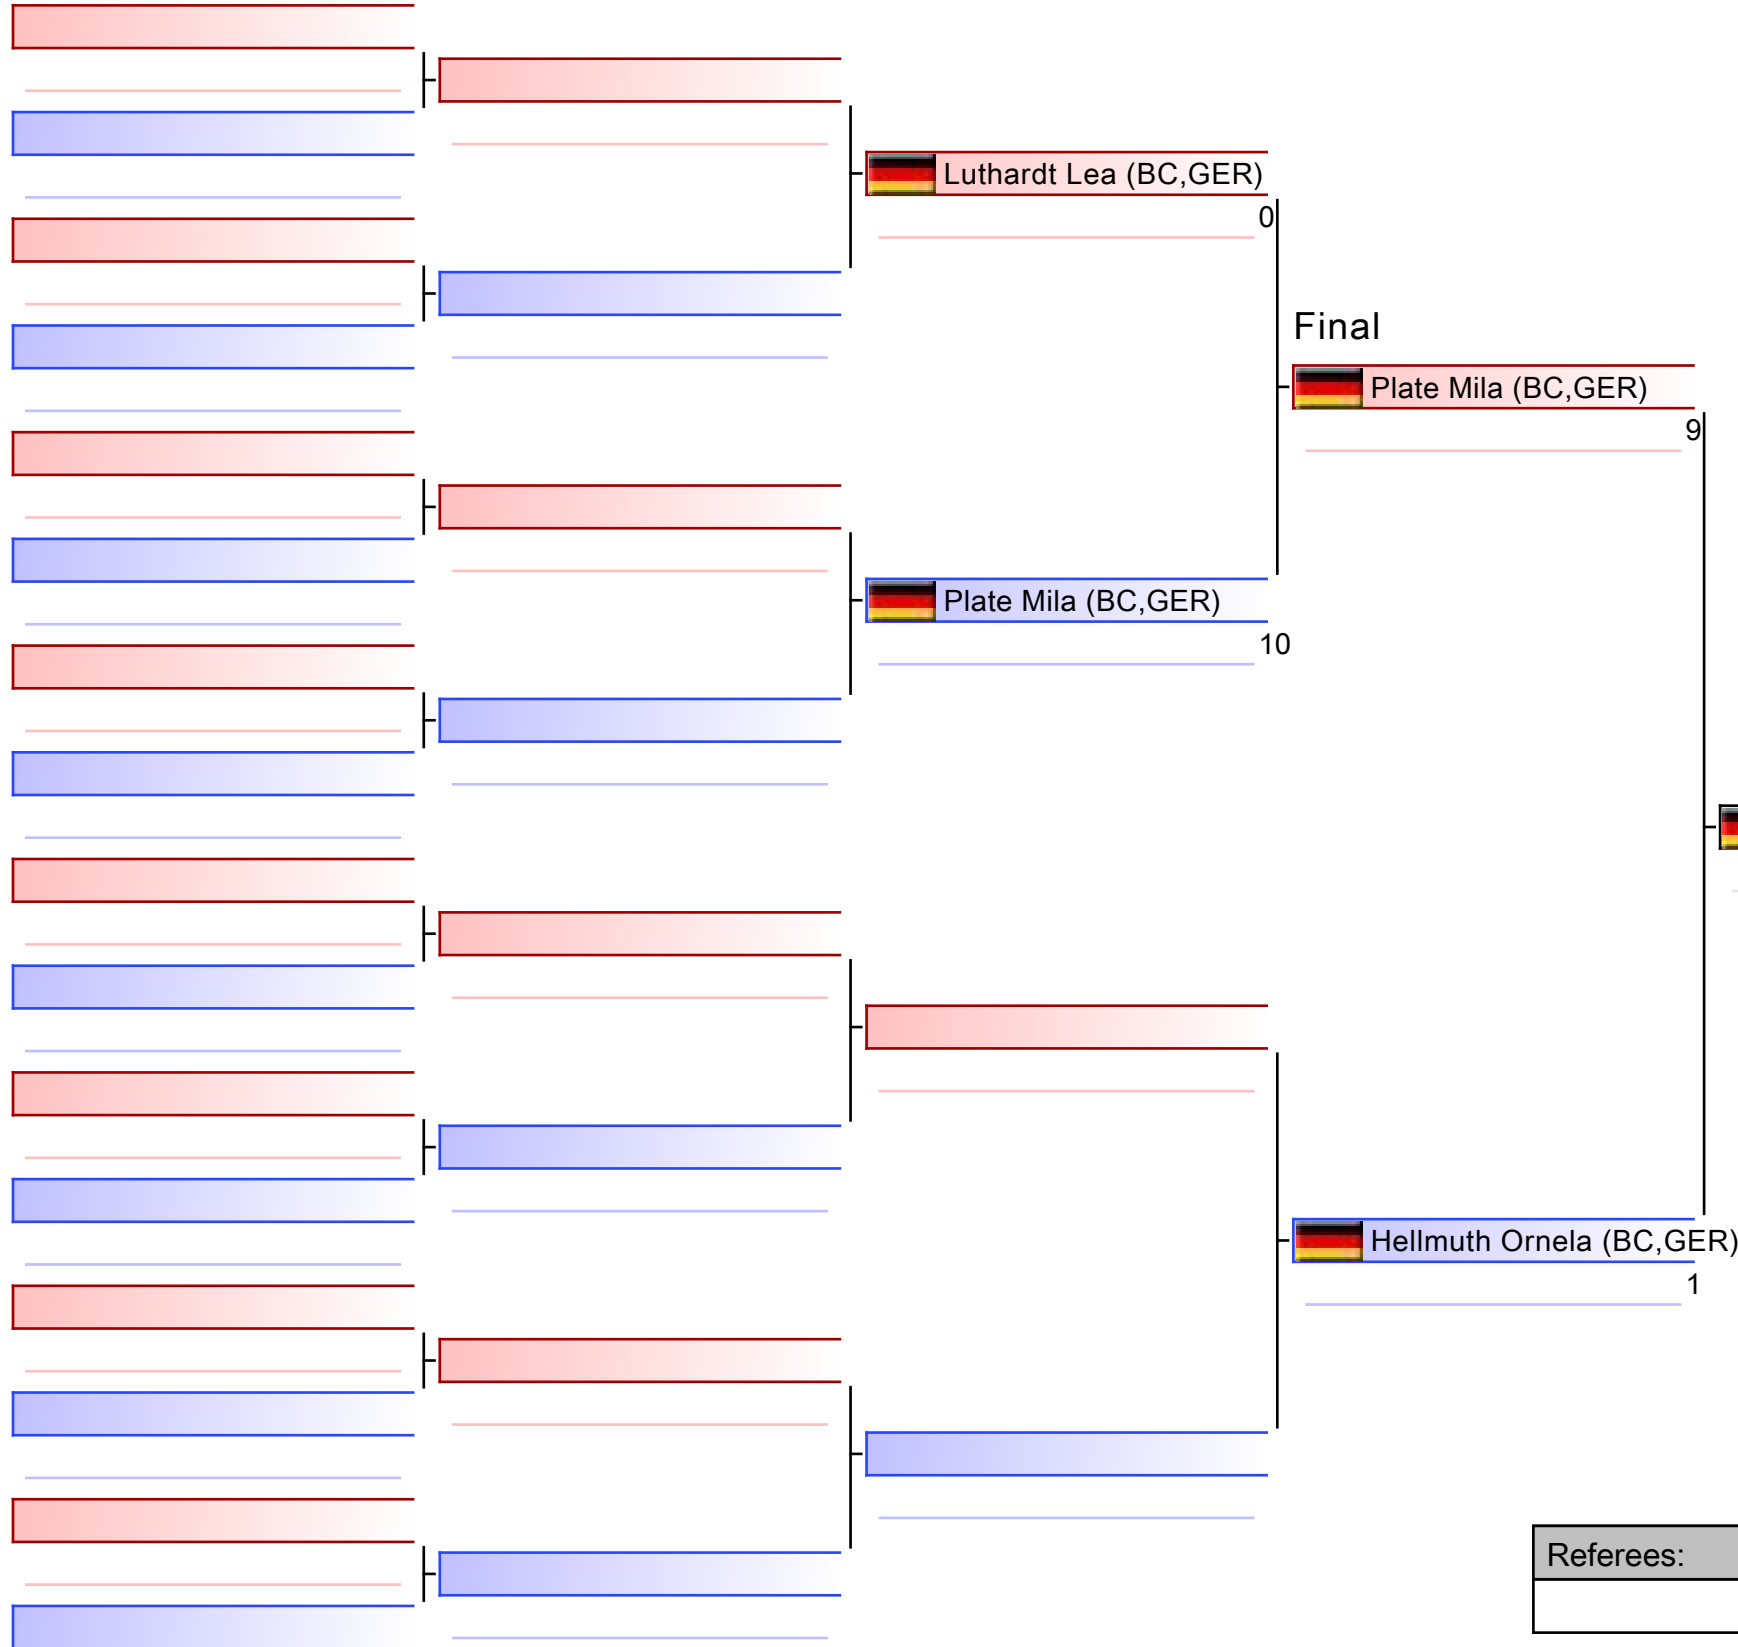 Luthardt Lea (BC,GER)
0
Final
Plate Mila (BC,GER)
9
Plate Mila (BC,GER)
10
Hellmuth Ornela (BC,GER)
1
Referees: